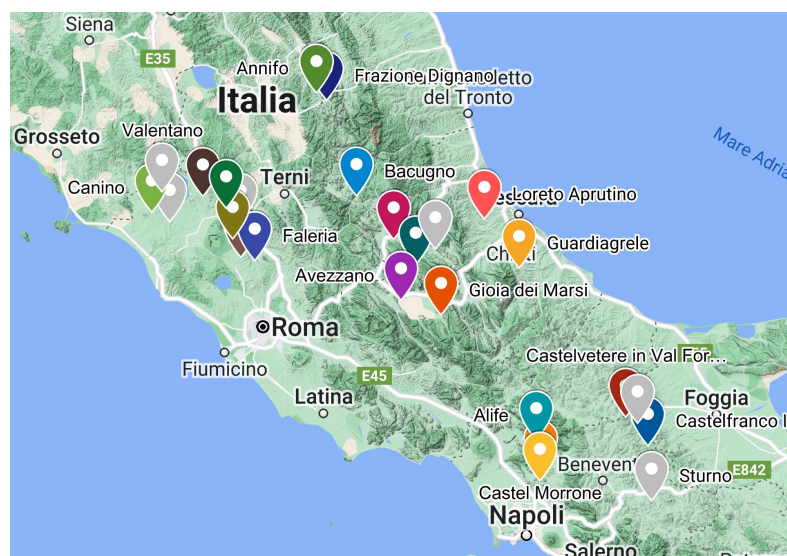 Siena
E35
Annifo
Frazione Dignano
letto
del Tronto
Italia
Grosseto
Valentano
Mare Adria
Terni
Bacugno
Canino
Loreto Aprutino
Faleria
Guardiagrele
Avezzano
Gioia dei Marsi
Roma
Fiumicino
Castelvetere in Val For...
E45
Latina
Foggia
Alife
Castelfranco I
Benevent
Sturno
E842
Castel Morrone
Napoli
Salerno